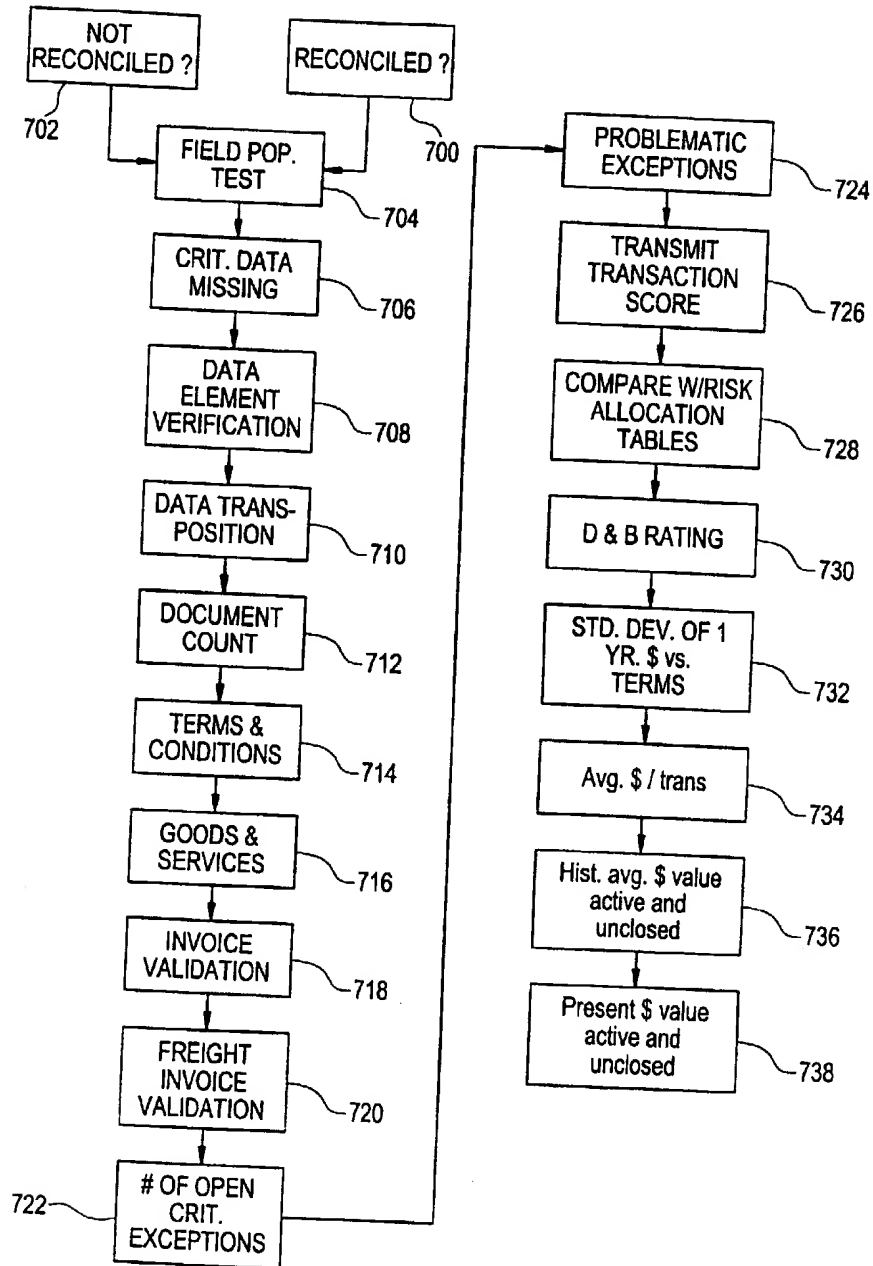 NOT
RECONCILED ?
702
RECONCILED ?
700
FIELD POP.
TEST
704
CRIT. DATA
MISSING
706
DATA
ELEMENT
VERIFICATION
708
DATA TRANS-
POSITION
710
DOCUMENT
COUNT
712
TERMS &
CONDITIONS
714
GOODS &
SERVICES
716
INVOICE
VALIDATION
718
FREIGHT
INVOICE
VALIDATION
720
722
# OF OPEN
CRIT.
EXCEPTIONS
PROBLEMATIC
EXCEPTIONS
724
TRANSMIT
TRANSACTION
SCORE
726
COMPARE W/RISK
ALLOCATION
TABLES
728
D & B RATING
730
STD. DEV. OF 1
YR. $ vs.
TERMS
732
Avg. $ / trans
734
Hist. avg. $ value
active and
unclosed
736
Present $ value
active and
unclosed
738